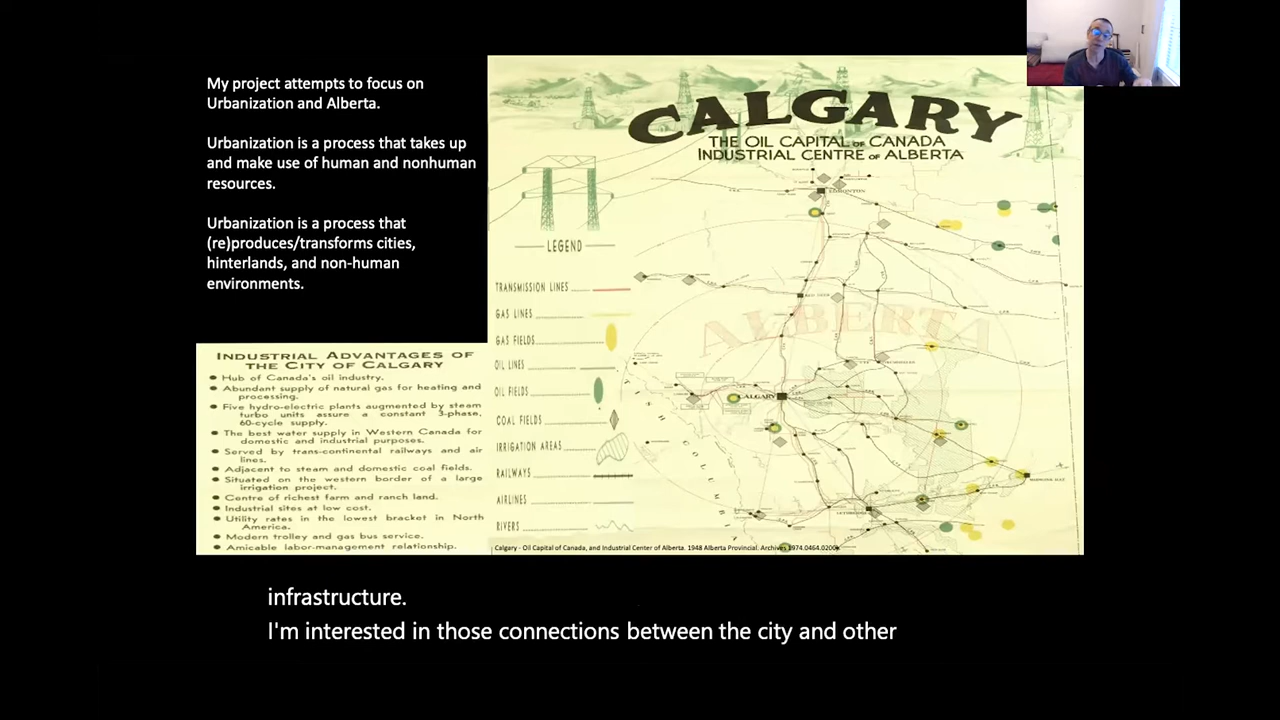 My project attempts to focus on
Urbanization and Alberta.
Urbanization is a process that takes up
and make use of human and nonhuman
resources.
Urbanization is a process that
(re)produces/transforms cities,
hinterlands, and non-human
environments.
INDUSTRIAL ADVANTAGES OF
THE CITY OF CALGARY
Hub of Canada's oil industry.
Abundant supply of natural gas for heating and
processing.
Five hydro-electric plants augmented by steam
turbo units assure a constant 3-phase,
60-cycle supply.
The best water supply in Western Canada for
domestic and industrial purposes.
Served by trans-continental railways and air
lines.
Adjacent to steam and domestic coal fields.
Situated on the western border of a large
irrigation project.
Centre of richest farm and ranch land.
Industrial sites at low cost.
Utility rates in the lowest bracket in North
America.
Modern trolley and gas bus service.
Amicable labor-management relationship.
CALGARY
THE OIL CAPITAL OF CANADA
INDUSTRIAL CENTRE OF ALBERTA
LEGEND
TRANSMISSION LINES
GAS LINES
GAS FIELDS
OIL LINES
OIL FIELDS
COAL FIELDS
IRRIGATION AREAS
RAILWAYS
AIRLINES
RIVERS
EDMONTON
RED DEER
ALBERTA
CALGARY
MEDICINE HAT
LETHBRIDGE
Calgary - Oil Capital of Canada, and Industrial Center of Alberta. 1948 Alberta Provincial. Archives 1974.0464.0200
infrastructure.
I'm interested in those connections between the city and other